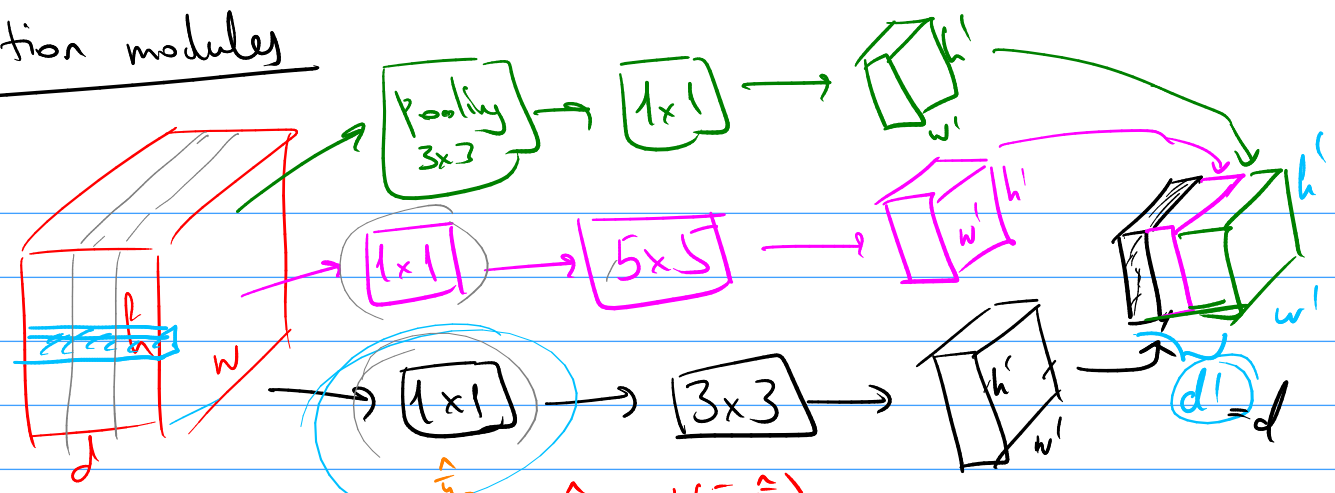 tion modules
Pooling
3x3
1x1
h'
w'
1x1
5x5
h'
w'
h'
w'
h
w
d
1x1
3x3
h'
w'
d' = d